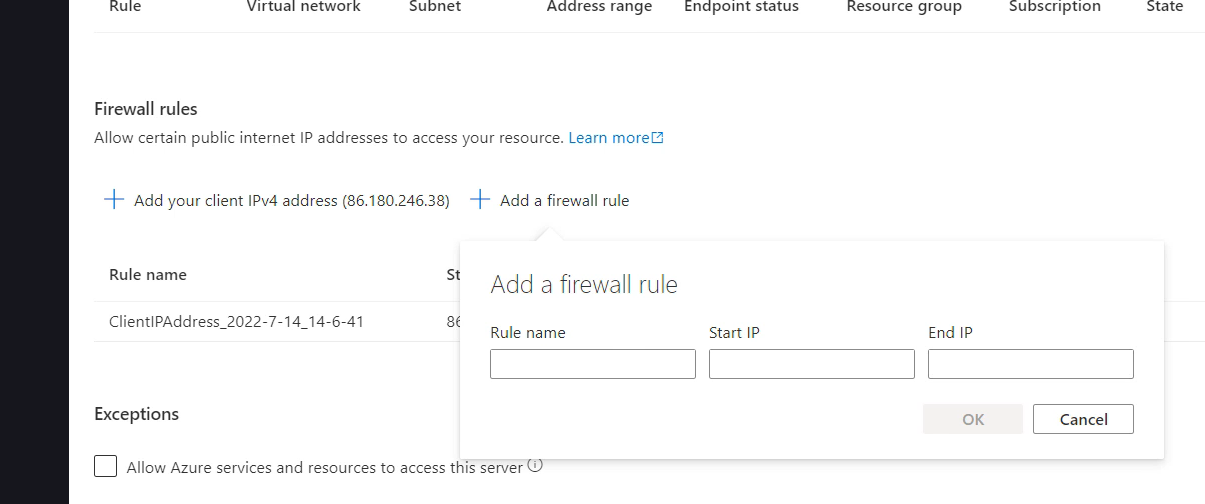 Rule Virtual network Subnet Address range Endpoint status Resource group Subscription State
Firewall rules
Allow certain public internet IP addresses to access your resource. Learn more
Add your client IPv4 address (86.180.246.38) Add a firewall rule
Rule name St
Add a firewall rule
ClientIPAddress_2022-7-14_14-6-41 86
Rule name Start IP End IP
OK Cancel
Exceptions
Allow Azure services and resources to access this server